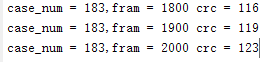 case_num = 183,fram = 1800 crc = 116
case_num = 183,fram = 1900 crc = 119
case_num = 183,fram = 2000 crc = 123